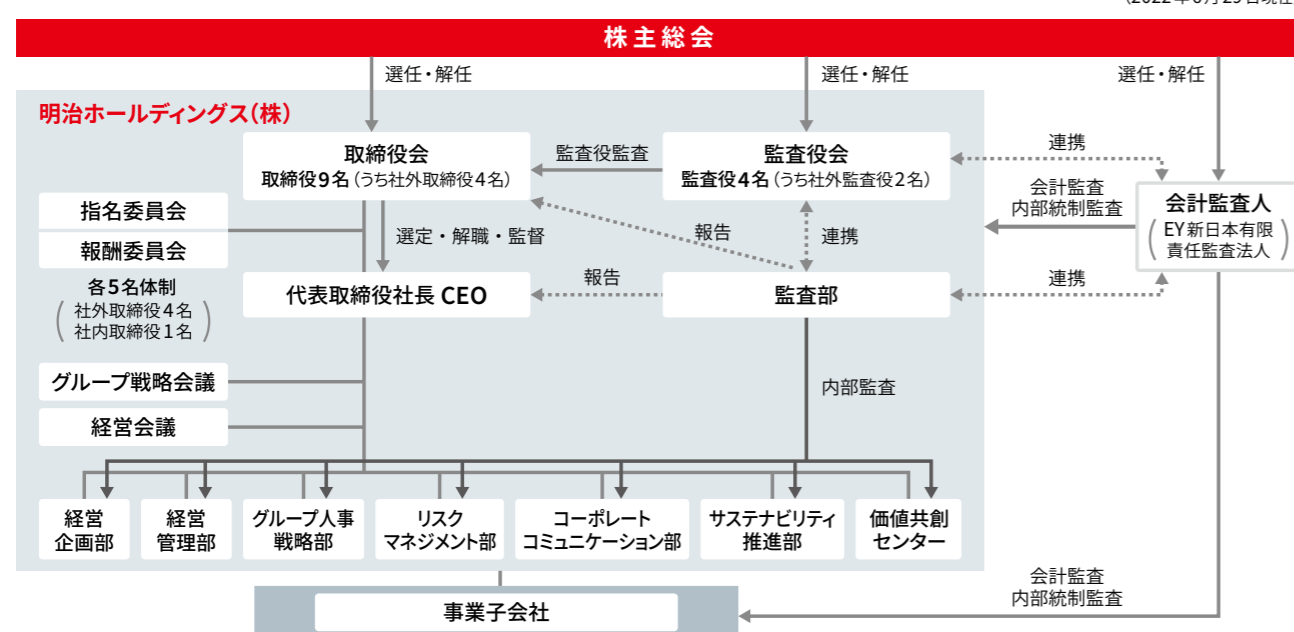 株主総会
選任・解任
選任・解任
選任・解任
明治ホールディングス(株)
取締役会
取締役9名(うち社外取締役4名)
監査役監査
監査役会
監査役4名(うち社外監査役2名)
連携
会計監査
内部統制監査
会計監査人
(EY新日本有限
責任監査法人)
指名委員会
報酬委員会
各5名体制
(社外取締役4名
社内取締役1名)
選定・解職・監督
報告
連携
代表取締役社長 CEO
報告
監査部
連携
グループ戦略会議
経営会議
内部監査
経営
企画部
経営
管理部
グループ人事
戦略部
リスク
マネジメント部
コーポレート
コミュニケーション部
サステナビリティ
推進部
価値共創
センター
会計監査
内部統制監査
事業子会社